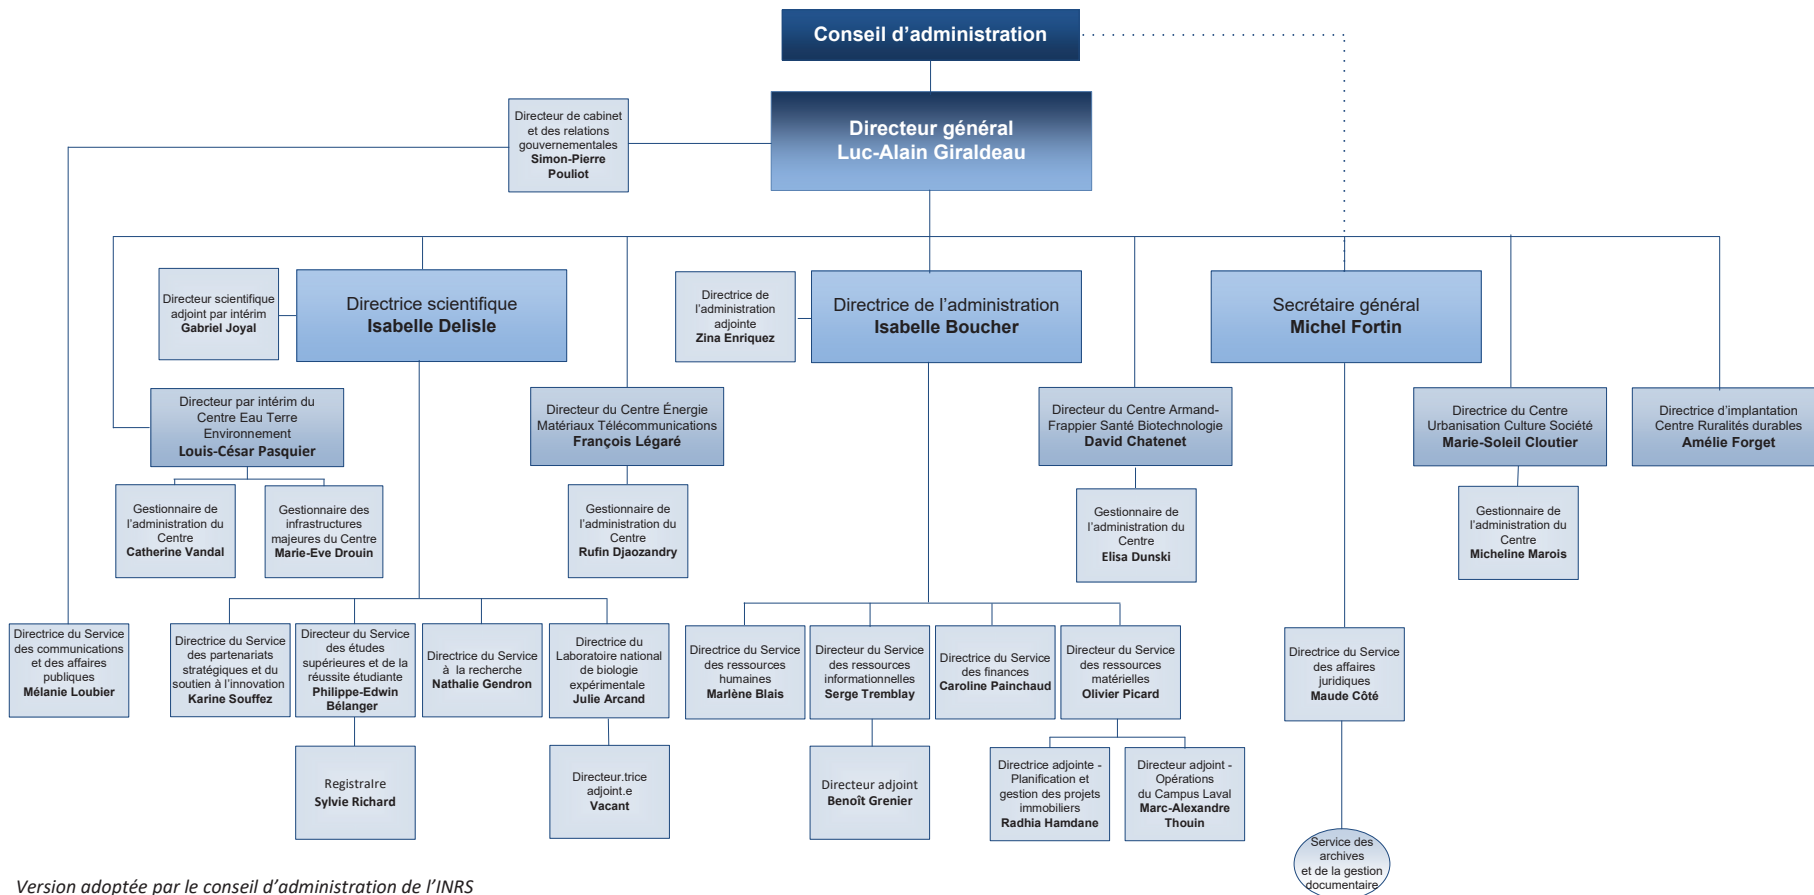 Conseil d’administration
Directeur de cabinet
et des relations
gouvernementales
Simon-Pierre
Pouliot
Directeur général
Luc-Alain Giraldeau
Directeur scientifique
adjoint par intérim
Gabriel Joyal
Directrice scientifique
Isabelle Delisle
Directrice de
l’administration
adjointe
Zina Enriquez
Directrice de l’administration
Isabelle Boucher
Secrétaire général
Michel Fortin
Directeur par intérim du
Centre Eau Terre
Environnement
Louis-César Pasquier
Directeur du Centre Énergie
Matériaux Télécommunications
François Légaré
Directeur du Centre Armand-
Frappier Santé Biotechnologie
David Chatenet
Directrice du Centre
Urbanisation Culture Société
Marie-Soleil Cloutier
Directrice d’implantation
Centre Ruralités durables
Amélie Forget
Gestionnaire de
l’administration du
Centre
Catherine Vandal
Gestionnaire des
infrastructures
majeures du Centre
Marie-Eve Drouin
Gestionnaire de
l’administration du
Centre
Rufin Djaozandry
Gestionnaire de
l’administration du
Centre
Elisa Dunski
Gestionnaire de
l’administration du
Centre
Micheline Marois
Directrice du Service
des communications
et des affaires
publiques
Mélanie Loubier
Directrice du Service
des partenariats
stratégiques et du
soutien à l’innovation
Karine Souffez
Directeur du Service
des études
supérieures et de la
réussite étudiante
Philippe-Edwin
Bélanger
Directrice du Service
à la recherche
Nathalie Gendron
Directrice du
Laboratoire national
de biologie
expérimentale
Julie Arcand
Directrice du Service
des ressources
humaines
Marlène Blais
Directeur du Service
des ressources
informationnelles
Serge Tremblay
Directrice du Service
des finances
Caroline Painchaud
Directeur du Service
des ressources
matérielles
Olivier Picard
Directrice du Service
des affaires
juridiques
Maude Côté
RegistraIre
Sylvie Richard
Directeur.trice
adjoint.e
Vacant
Directeur adjoint
Benoît Grenier
Directrice adjointe -
Planification et
gestion des projets
immobiliers
Radhia Hamdane
Directeur adjoint -
Opérations
du Campus Laval
Marc-Alexandre
Thouin
Service des
archives
et de la gestion
documentaire
Version adoptée par le conseil d’administration de l’INRS